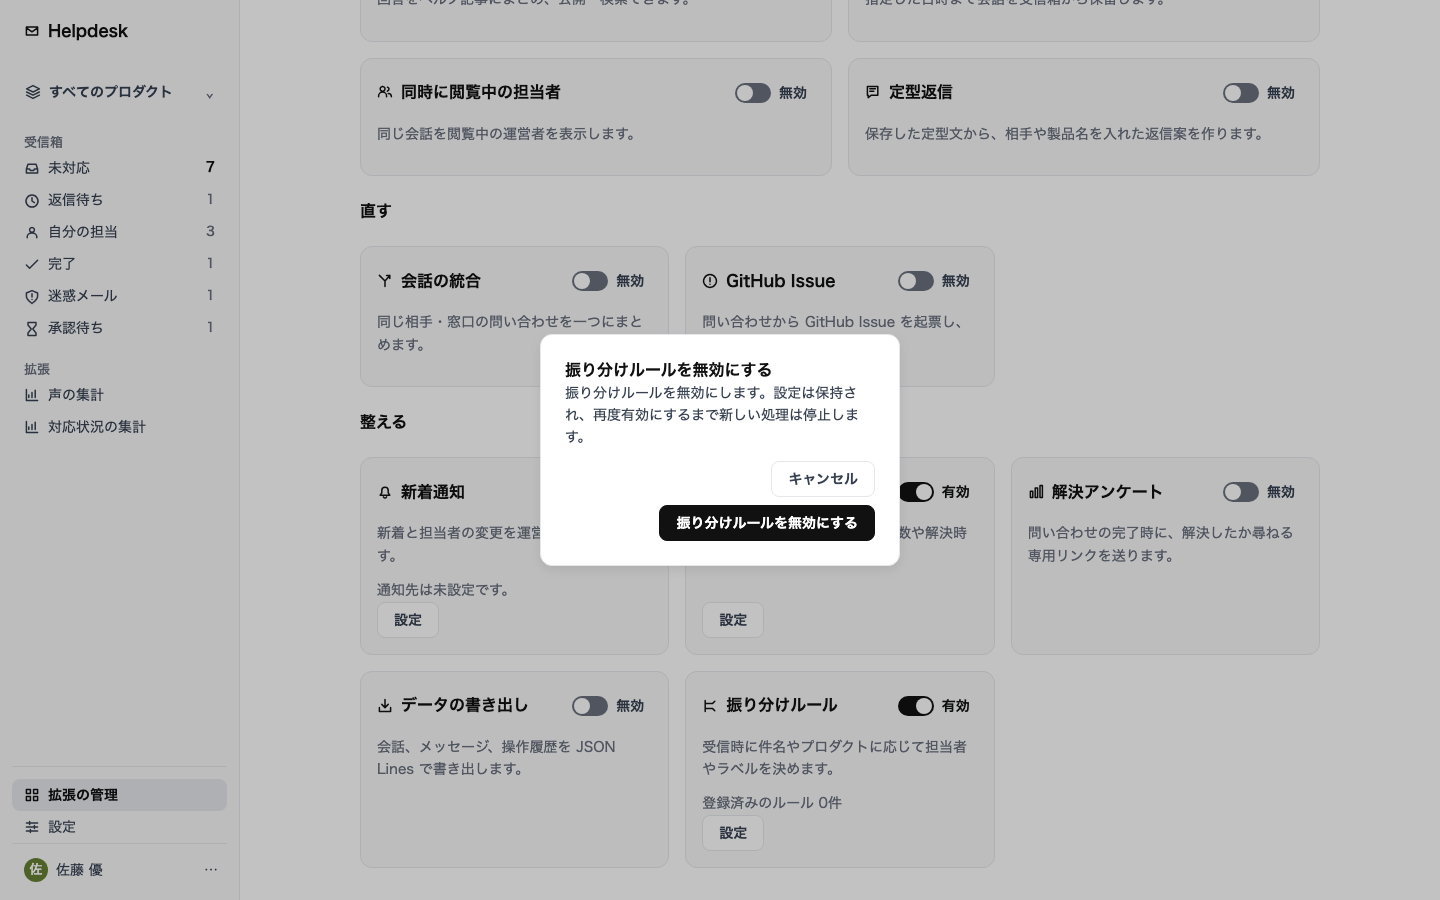 Helpdesk
すべてのプロダクト
受信箱
未対応 7
返信待ち 1
自分の担当 3
完了 1
迷惑メール 1
承認待ち 1
拡張
声の集計
対応状況の集計
拡張の管理
設定
佐 佐藤 優 …
同時に閲覧中の担当者 無効
同じ会話を閲覧中の運営者を表示します。
定型返信 無効
保存した定型文から、相手や製品名を入れた返信案を作ります。
直す
会話の統合 無効
同じ相手・窓口の問い合わせを一つにまと
めます。
GitHub Issue 無効
問い合わせから GitHub Issue を起票し、
整える
新着通知
新着と担当者の変更を運営
す。
通知先は未設定です。
設定
有効
数や解決時
設定
解決アンケート 無効
問い合わせの完了時に、解決したか尋ねる
専用リンクを送ります。
データの書き出し 無効
会話、メッセージ、操作履歴を JSON
Lines で書き出します。
振り分けルール 有効
受信時に件名やプロダクトに応じて担当者
やラベルを決めます。
登録済みのルール 0件
設定
振り分けルールを無効にする
振り分けルールを無効にします。設定は保持さ
れ、再度有効にするまで新しい処理は停止しま
す。
キャンセル
振り分けルールを無効にする